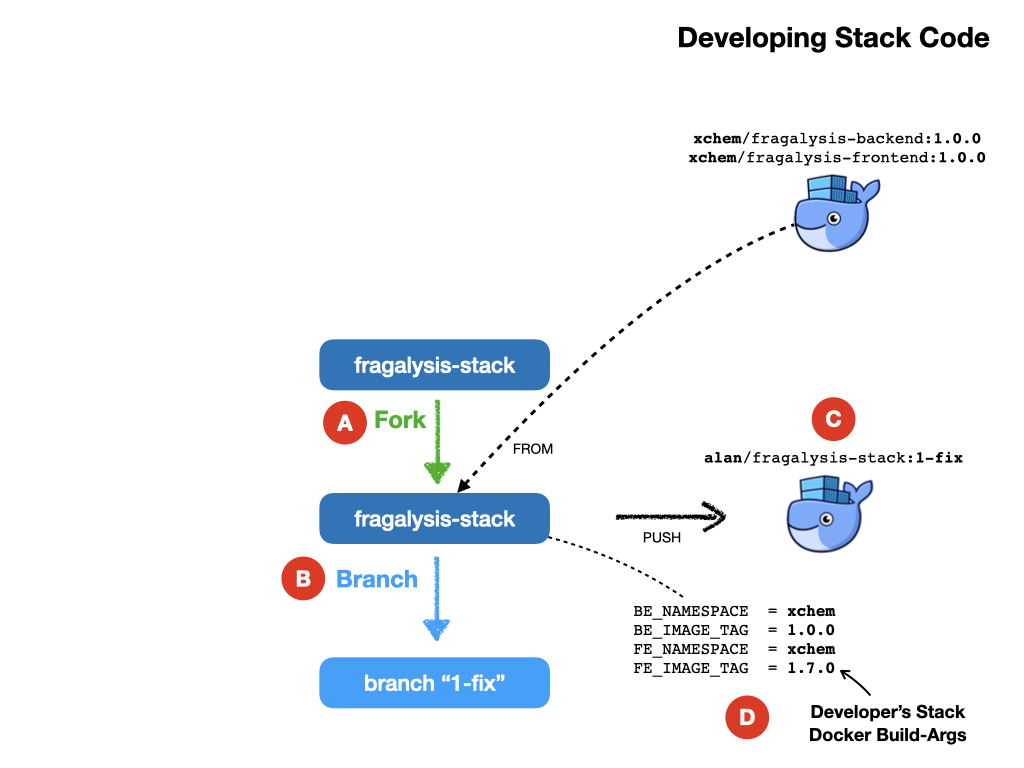 Developing Stack Code
xchem/fragalysis-backend:1.0.0
xchem/fragalysis-frontend:1.0.0
fragalysis-stack
A Fork
FROM
C
alan/fragalysis-stack:1-fix
fragalysis-stack
PUSH
B Branch
BE_NAMESPACE = xchem
BE_IMAGE_TAG = 1.0.0
FE_NAMESPACE = xchem
FE_IMAGE_TAG = 1.7.0
branch “1-fix”
D
Developer’s Stack
Docker Build-Args